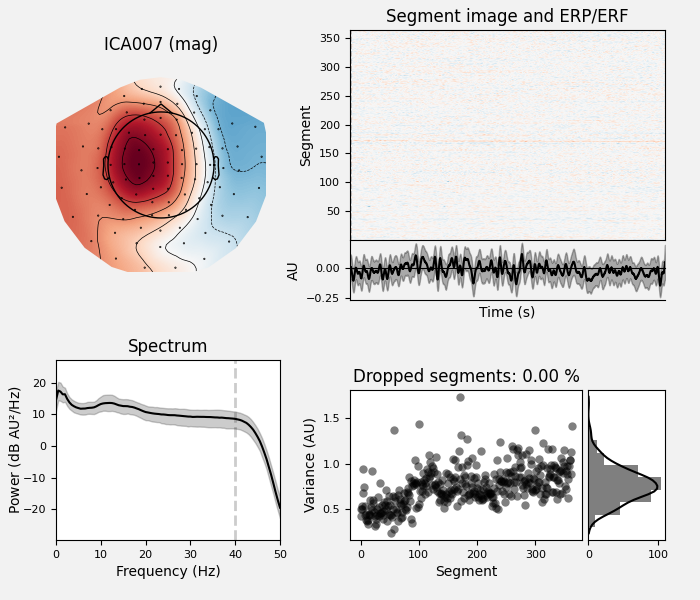 ICA007 (mag)
Segment image and ERP/ERF
Segment
350
300
250
200
150
100
50
AU
0.00
−0.25
Time (s)
Spectrum
Power (dB AU²/Hz)
20
10
0
−10
−20
0 10 20 30 40 50
Frequency (Hz)
Dropped segments: 0.00 %
Variance (AU)
1.5
1.0
0.5
0 100 200 300
Segment
0 100